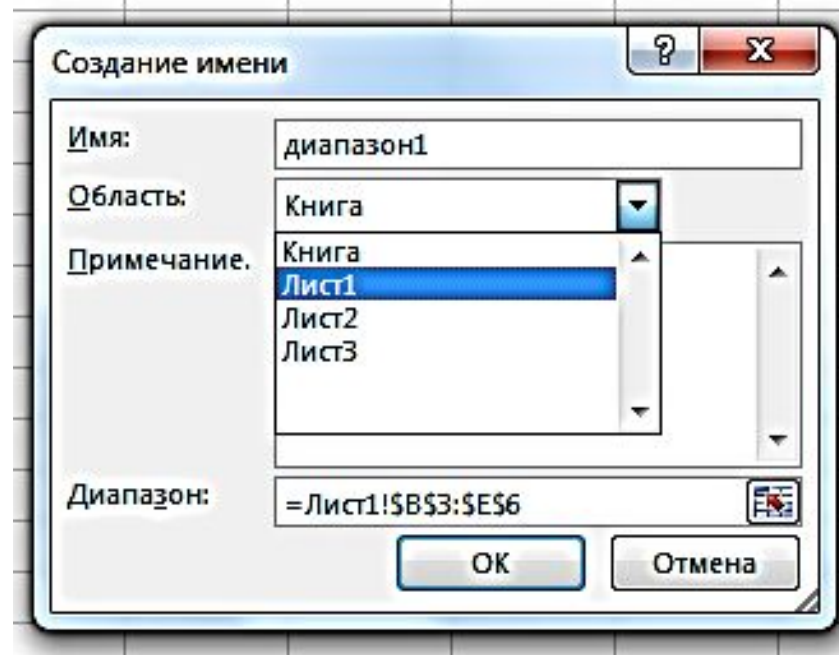 Создание имени
?
X
Имя:
диапазон1
Область:
Книга
Примечание.
Книга
Лист1
Лист2
Лист3
Диапазон:
=Лист1!$B$3:$E$6
ОК
Отмена